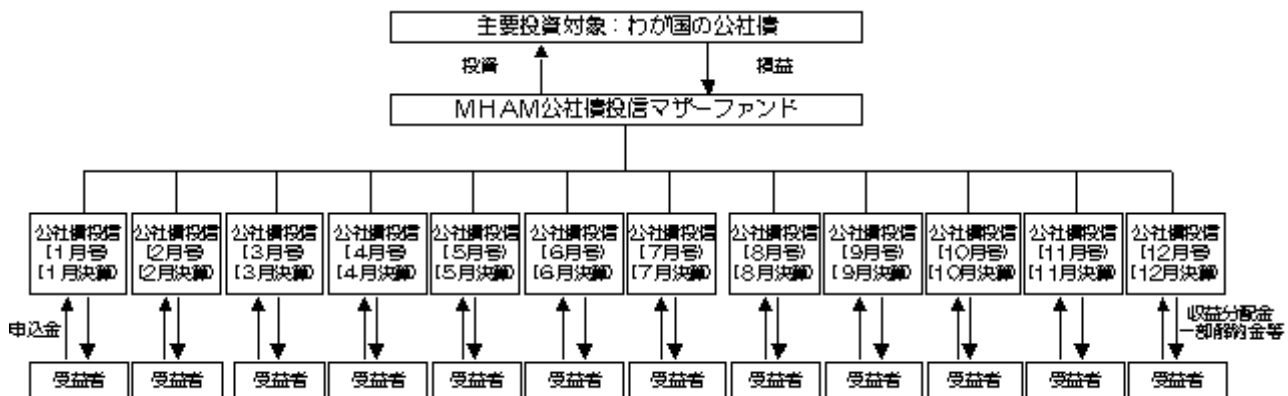 主要投資対象：わが国の公社債
投資
損益
ＭＨＡＭ公社債投信マザーファンド
公社債投信
(1月号)
(1月決算)
公社債投信
(2月号)
(2月決算)
公社債投信
(3月号)
(3月決算)
公社債投信
(4月号)
(4月決算)
公社債投信
(5月号)
(5月決算)
公社債投信
(6月号)
(6月決算)
公社債投信
(7月号)
(7月決算)
公社債投信
(8月号)
(8月決算)
公社債投信
(9月号)
(9月決算)
公社債投信
(10月号)
(10月決算)
公社債投信
(11月号)
(11月決算)
公社債投信
(12月号)
(12月決算)
申込金
収益分配金
一部解約金等
受益者
受益者
受益者
受益者
受益者
受益者
受益者
受益者
受益者
受益者
受益者
受益者